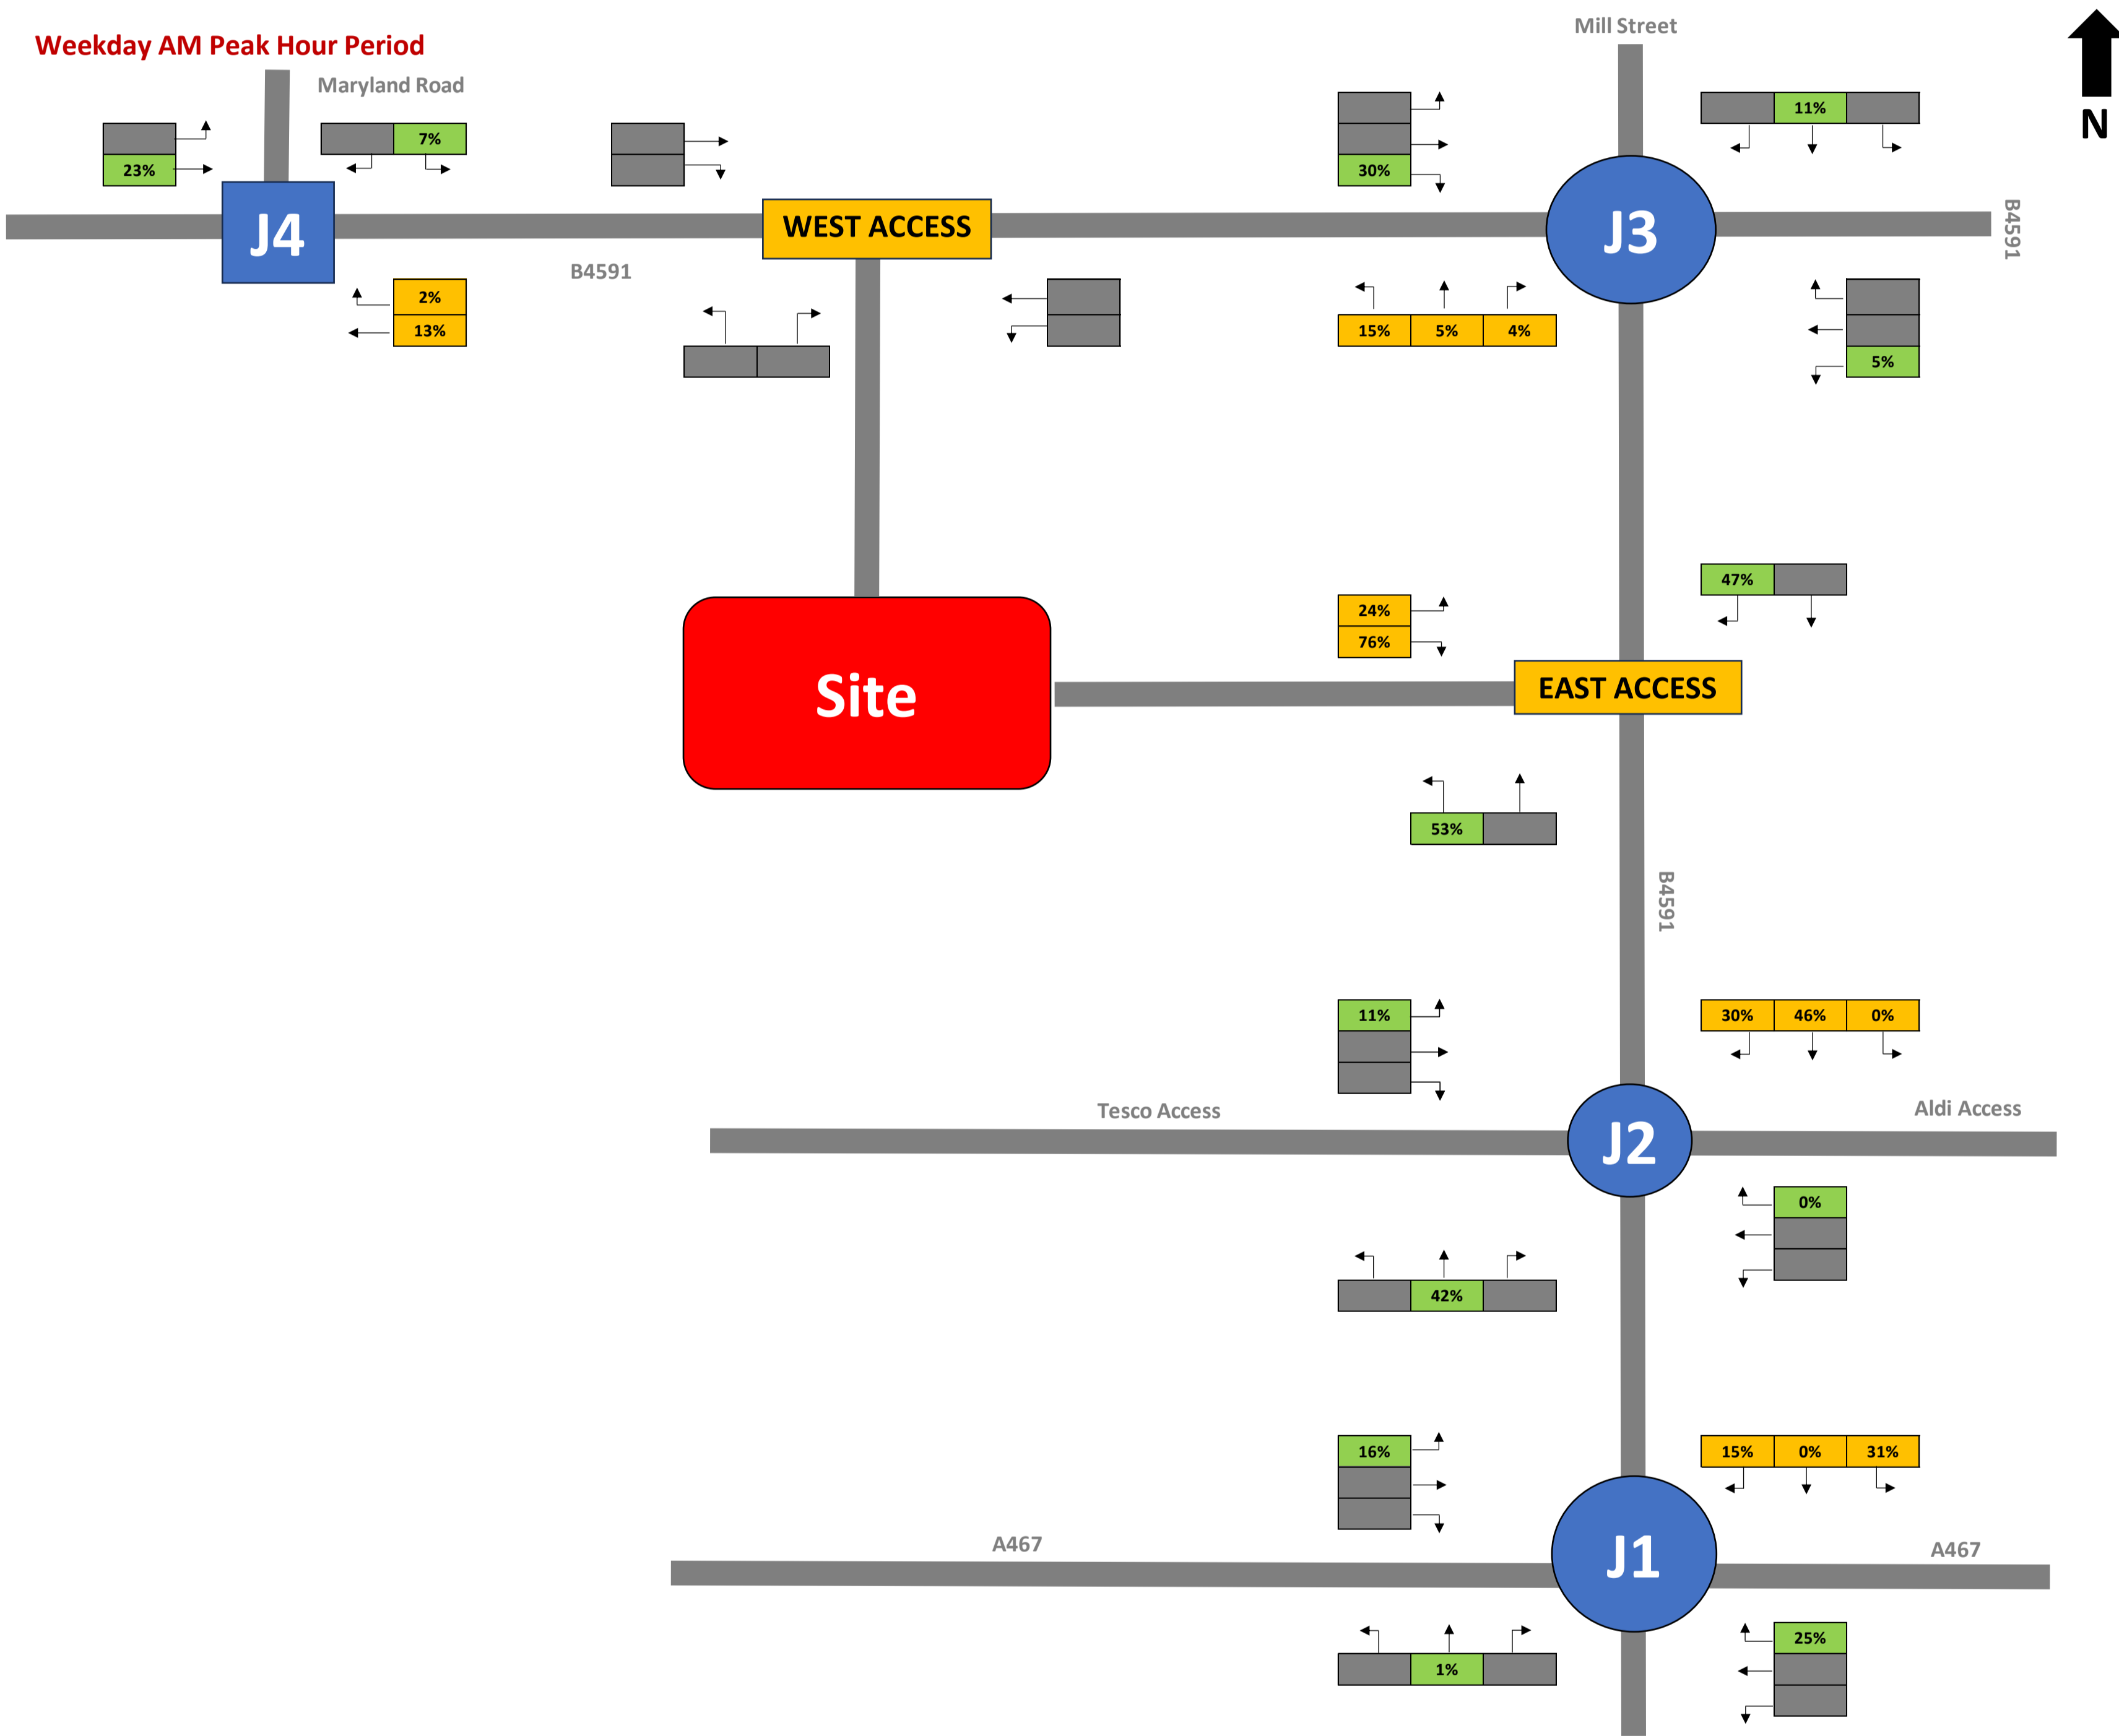 Mill Street
Weekday AM Peak Hour Period
Maryland Road
11%
7%
N
23%
30%
B4591
WEST ACCESS
J3
J4
B4591
2%
13%
15% 5% 4%
5%
47%
24%
76%
Site
EAST ACCESS
53%
B4591
11%
30% 46% 0%
Tesco Access
Aldi Access
J2
0%
42%
16%
15% 0% 31%
A467
A467
J1
25%
1%